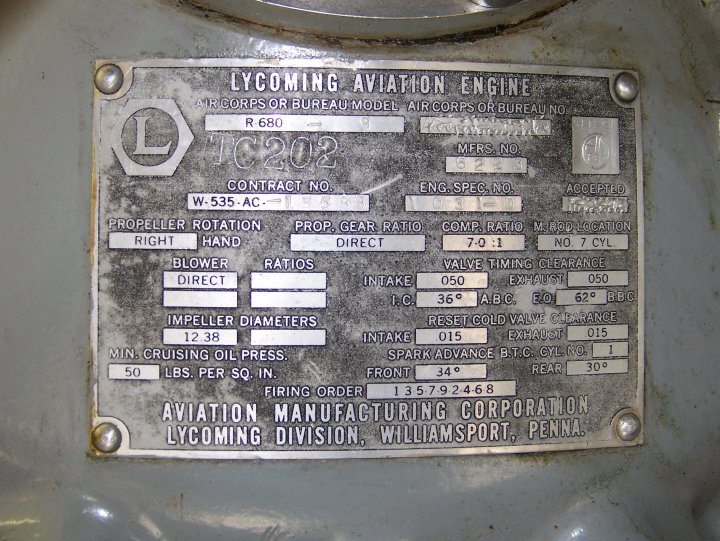 LYCOMING AVIATION ENGINE
AIR CORPS OR BUREAU MODEL AIR CORPS OR BUREAU NO.
R-680 - 9
L
TC202
MFRS. NO.
CONTRACT NO. ENG. SPEC. NO. ACCEPTED
W-535-AC-
PROPELLER ROTATION PROP. GEAR RATIO COMP. RATIO M. ROD LOCATION
RIGHT HAND DIRECT 7.0 :1 NO. 7 CYL.
BLOWER RATIOS VALVE TIMING CLEARANCE
DIRECT INTAKE 050 EXHAUST 050
I.C. 36° A.B.C. E.O. 62° B.B.C.
IMPELLER DIAMETERS RESET COLD VALVE CLEARANCE
12.38 INTAKE 015 EXHAUST 015
MIN. CRUISING OIL PRESS. SPARK ADVANCE B.T.C. CYL. NO. 1
50 LBS. PER SQ. IN. FRONT 34° REAR 30°
FIRING ORDER 135792468
AVIATION MANUFACTURING CORPORATION
LYCOMING DIVISION, WILLIAMSPORT, PENNA.